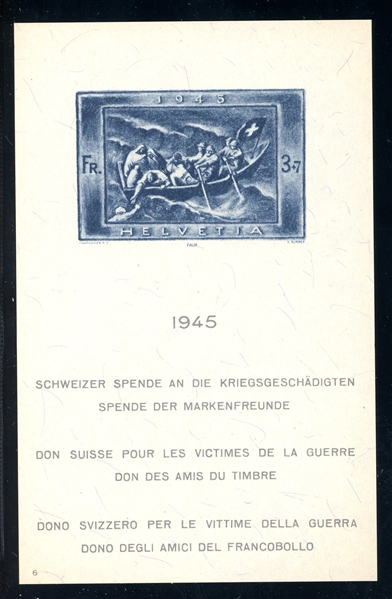 1945
FR. 3+7
HELVETIA
1945
SCHWEIZER SPENDE AN DIE KRIEGSGESCHÄDIGTEN
SPENDE DER MARKENFREUNDE
DON SUISSE POUR LES VICTIMES DE LA GUERRE
DON DES AMIS DU TIMBRE
DONO SVIZZERO PER LE VITTIME DELLA GUERRA
DONO DEGLI AMICI DEL FRANCOBOLLO
6